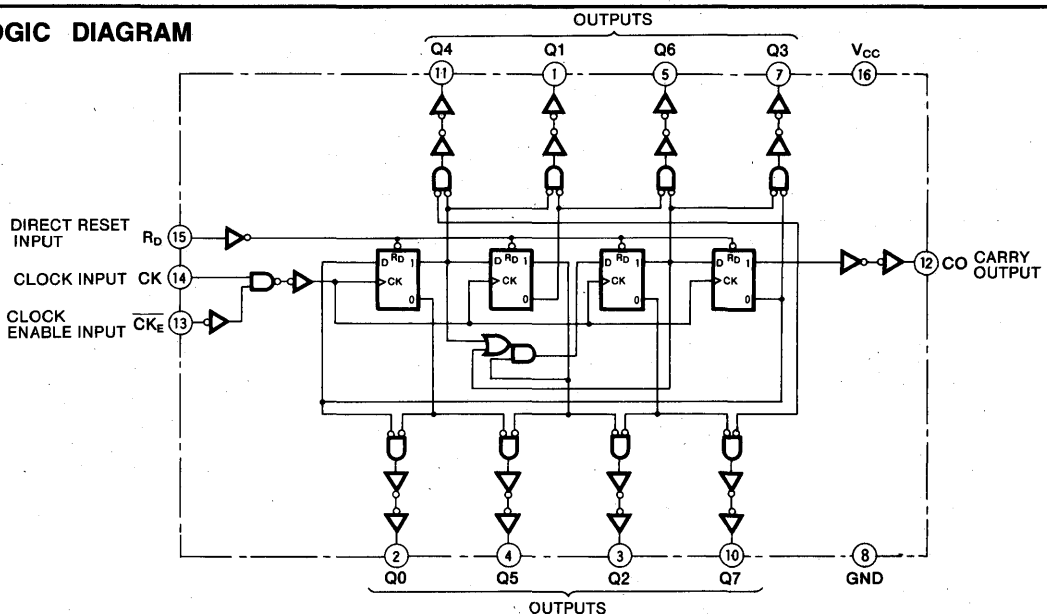 OGIC DIAGRAM
OUTPUTS
Q4 Q1 Q6 Q3 VCC
11 1 5 7 16
DIRECT RESET
INPUT
RD 15
CLOCK INPUT CK 14
CLOCK
ENABLE INPUT CKE 13
D RD 1
CK
0
D RD 1
CK
0
D RD 1
CK
0
D RD 1
CK
0
12 CO CARRY
OUTPUT
2 4 3 10 8
Q0 Q5 Q2 Q7 GND
OUTPUTS